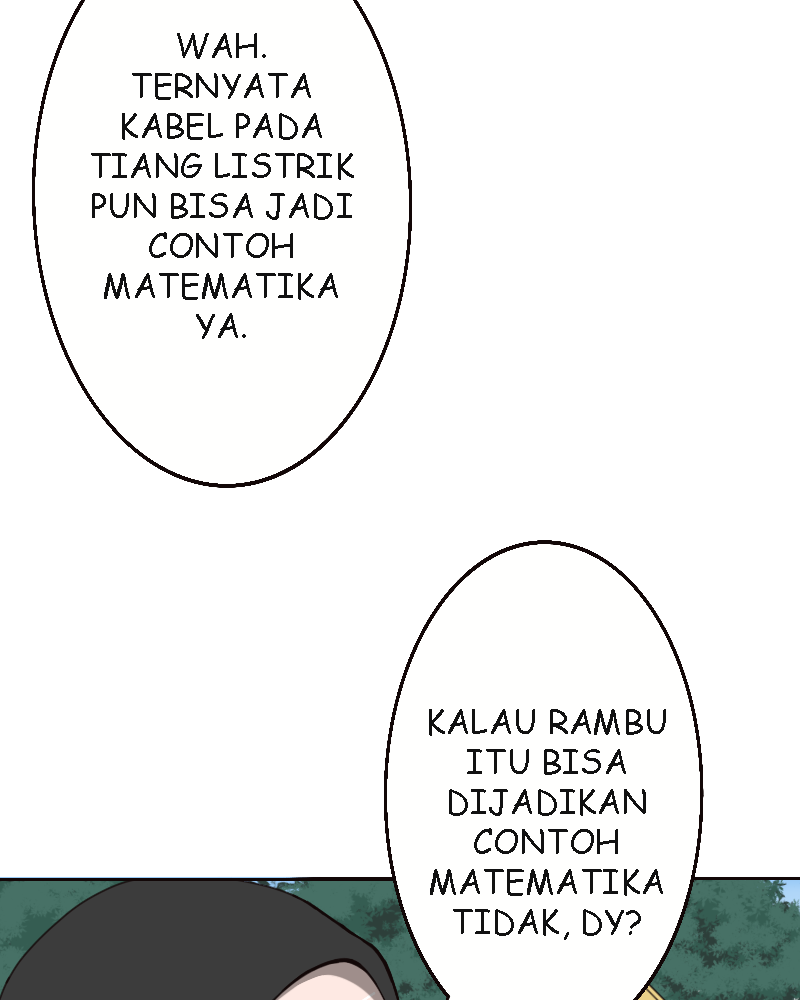 WAH.
TERNYATA
KABEL PADA
TIANG LISTRIK
PUN BISA JADI
CONTOH
MATEMATIKA
YA.
KALAU RAMBU
ITU BISA
DIJADIKAN
CONTOH
MATEMATIKA
TIDAK, DY?